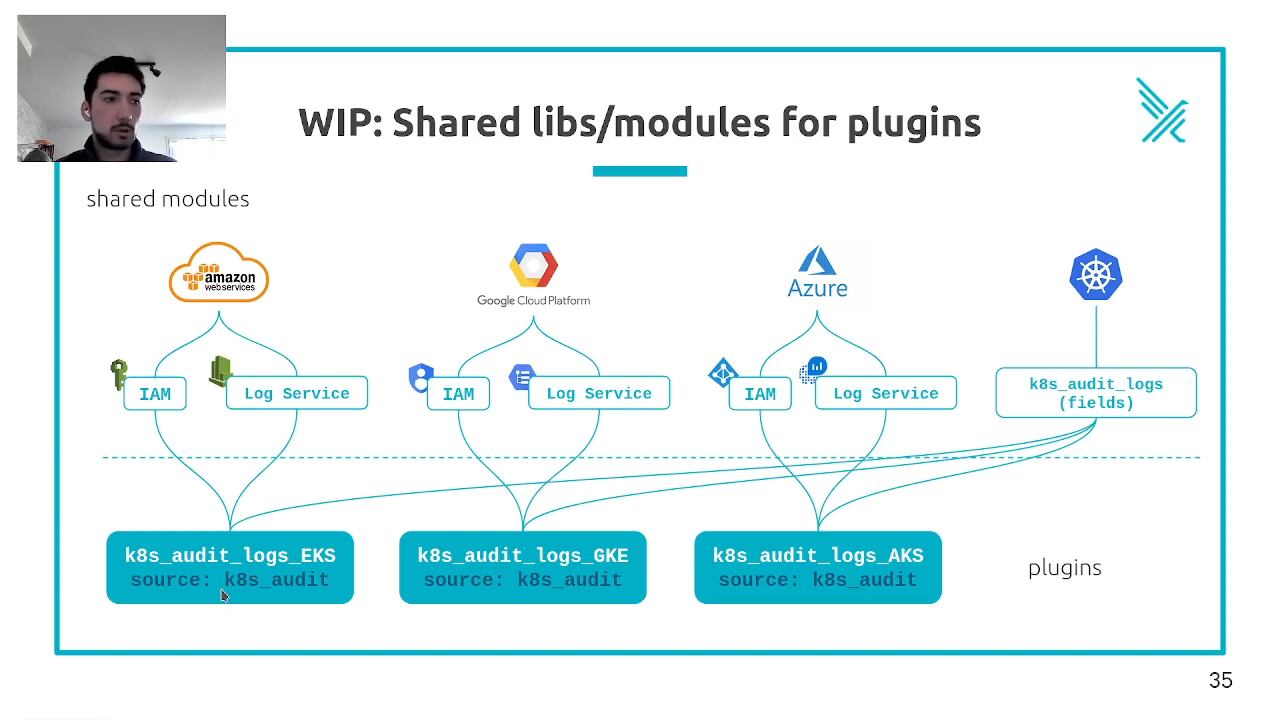 WIP: Shared libs/modules for plugins
shared modules
amazon
webservices
Google Cloud Platform
Azure
IAM
Log Service
IAM
Log Service
IAM
Log Service
k8s_audit_logs
(fields)
k8s_audit_logs_EKS
source: k8s_audit
k8s_audit_logs_GKE
source: k8s_audit
k8s_audit_logs_AKS
source: k8s_audit
plugins
35